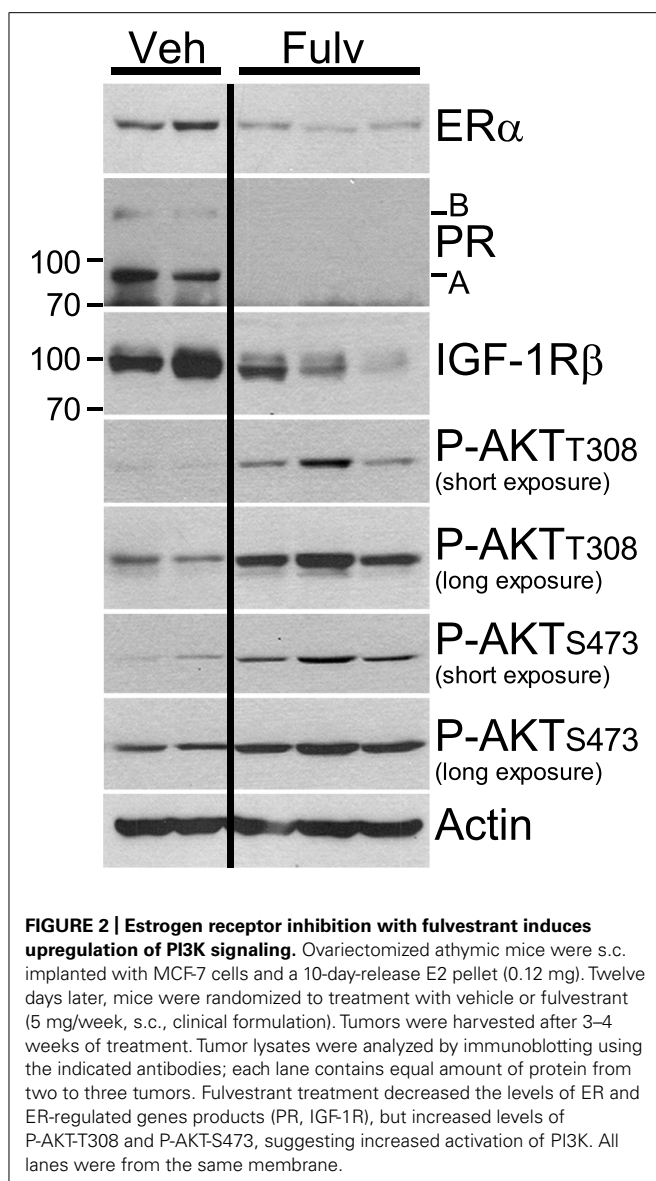 Veh Fulv
ERα
B
PR
100
A
70
100
IGF-1Rβ
70
P-AKTT308
(short exposure)
P-AKTT308
(long exposure)
P-AKTS473
(short exposure)
P-AKTS473
(long exposure)
Actin
FIGURE 2 | Estrogen receptor inhibition with fulvestrant induces
upregulation of PI3K signaling. Ovariectomized athymic mice were s.c.
implanted with MCF-7 cells and a 10-day-release E2 pellet (0.12 mg). Twelve
days later, mice were randomized to treatment with vehicle or fulvestrant
(5 mg/week, s.c., clinical formulation). Tumors were harvested after 3–4
weeks of treatment. Tumor lysates were analyzed by immunoblotting using
the indicated antibodies; each lane contains equal amount of protein from
two to three tumors. Fulvestrant treatment decreased the levels of ER and
ER-regulated genes products (PR, IGF-1R), but increased levels of
P-AKT-T308 and P-AKT-S473, suggesting increased activation of PI3K. All
lanes were from the same membrane.